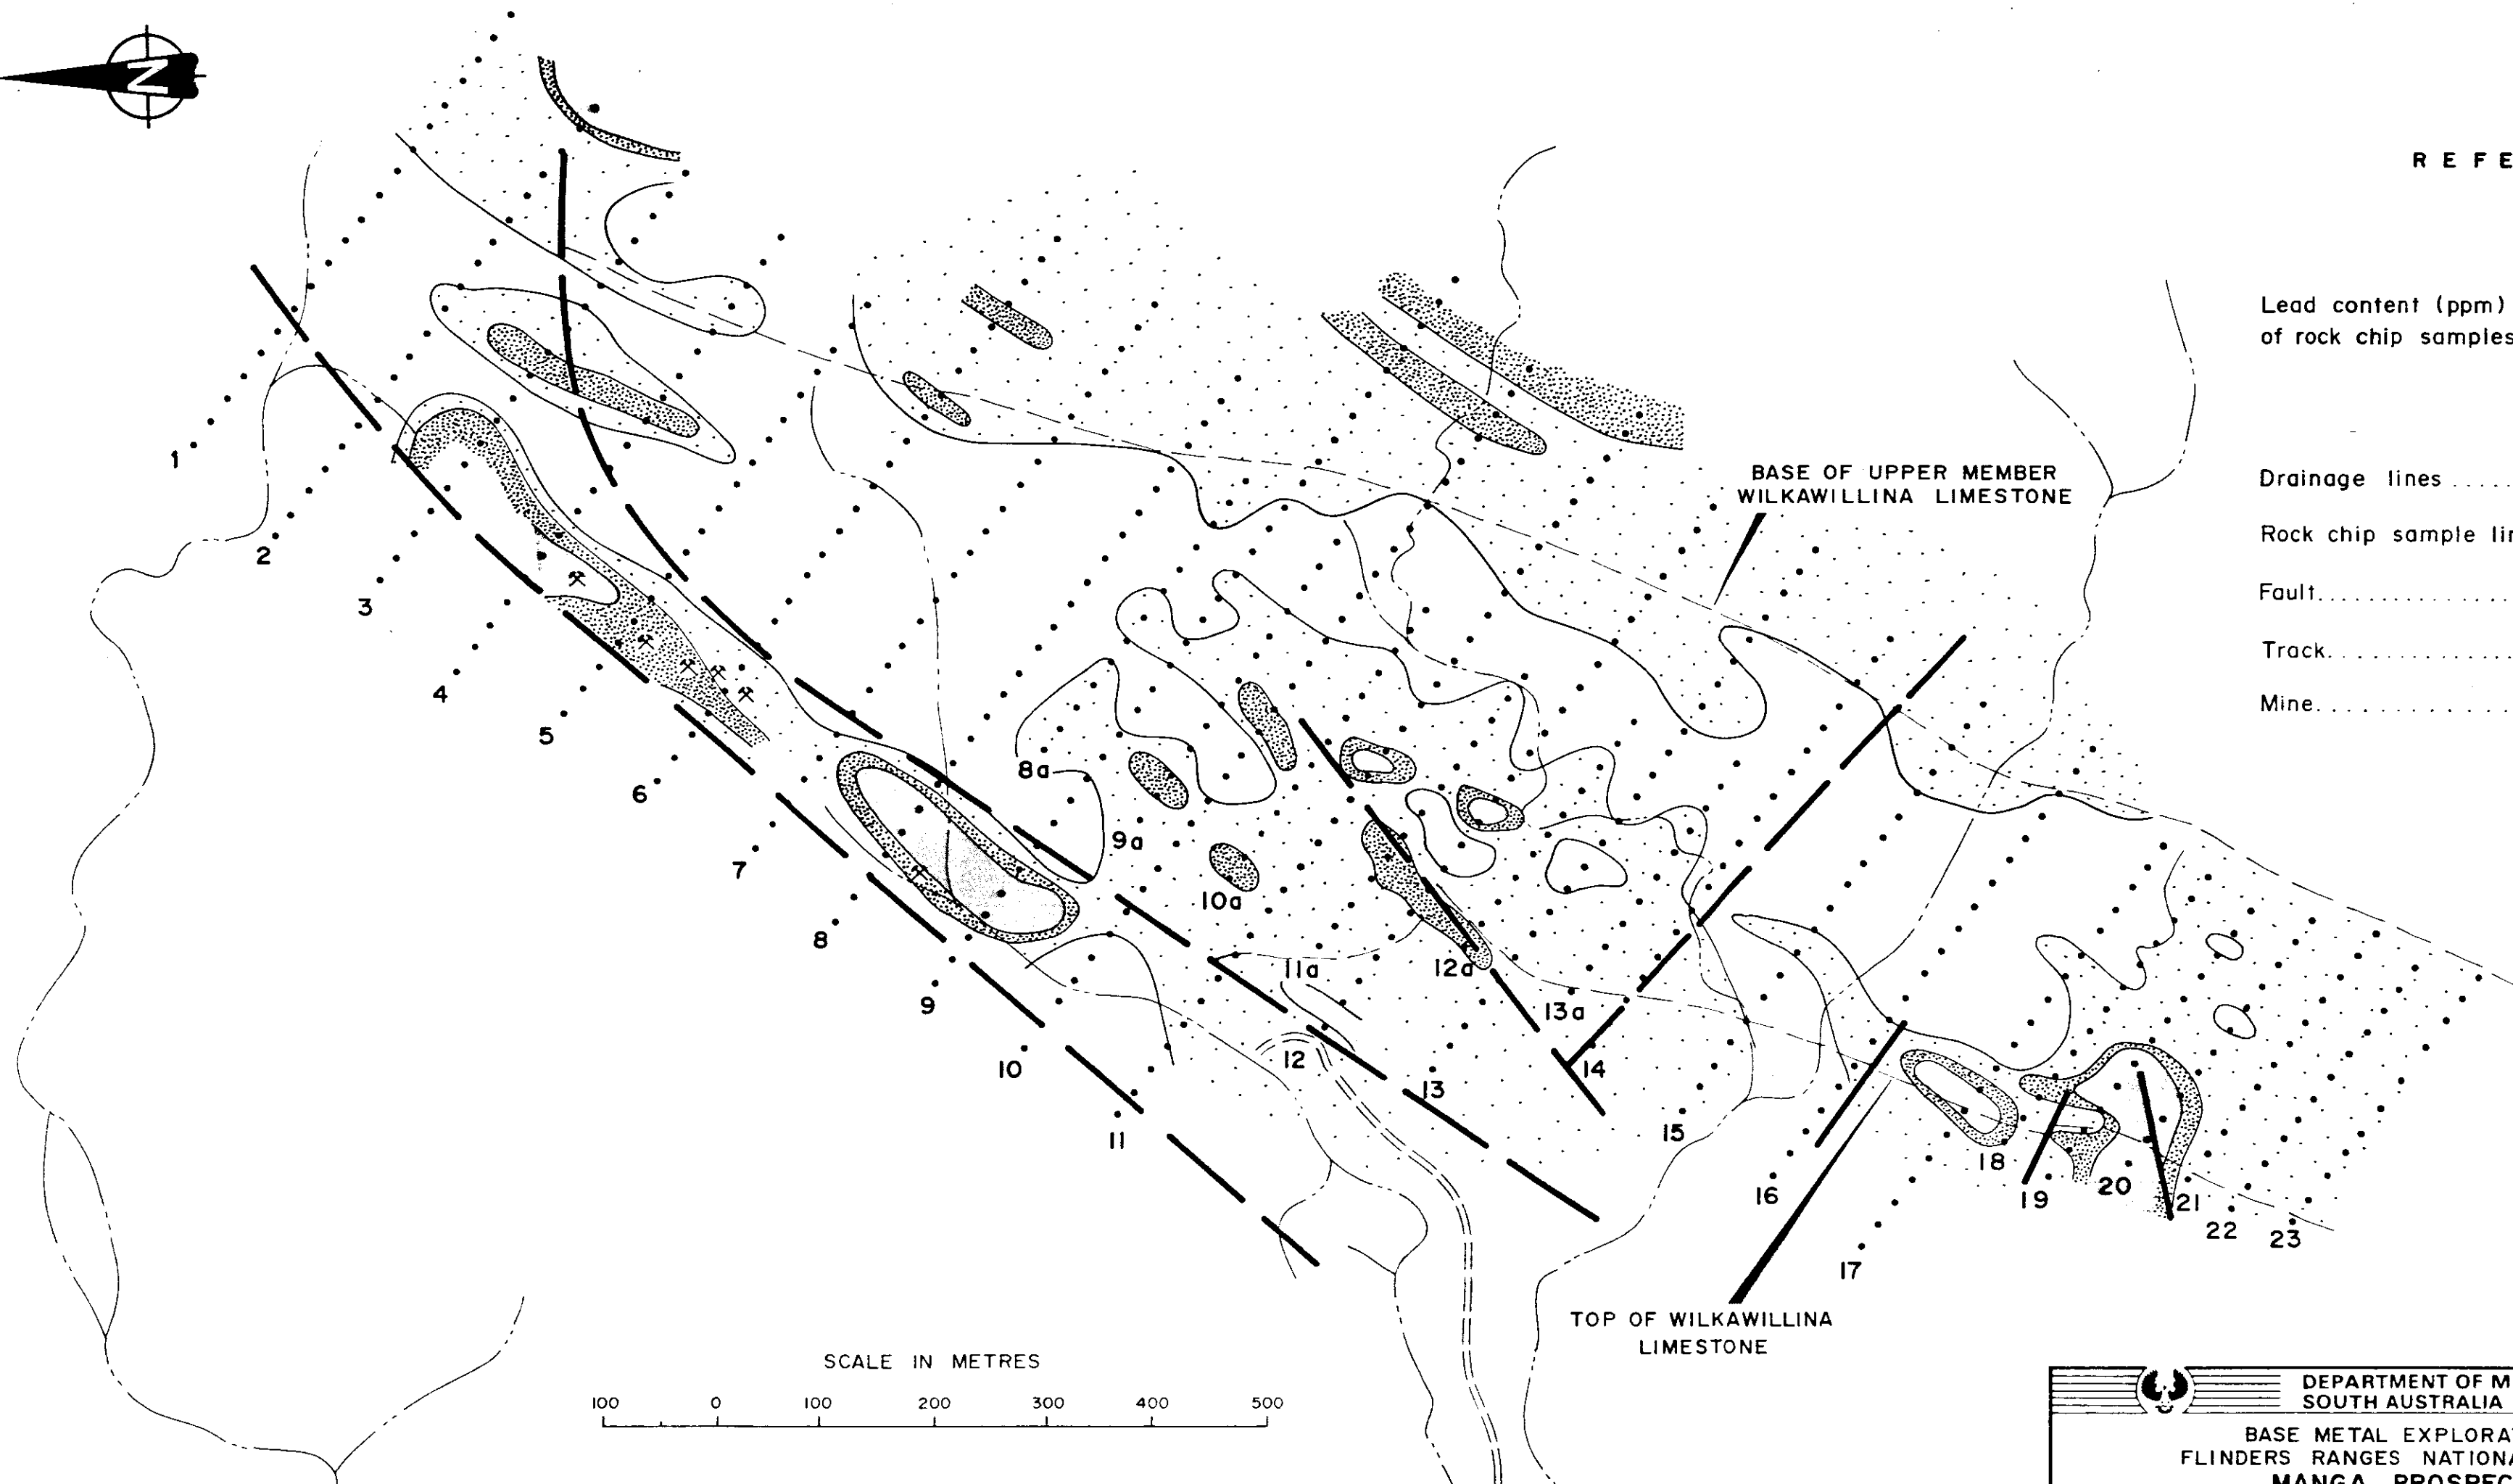 N
R E F E
Lead content (ppm)
of rock chip samples
Drainage lines
Rock chip sample lin
Fault
Track
Mine
BASE OF UPPER MEMBER
WILKAWILLINA LIMESTONE
1
2
3
4
5
6
7
8
8a
9a
10a
9
11a
12a
13a
10
12
14
13
11
15
16
18
19
20
21
22
23
17
TOP OF WILKAWILLINA
LIMESTONE
SCALE IN METRES
100 0 100 200 300 400 500
DEPARTMENT OF M
SOUTH AUSTRALIA
BASE METAL EXPLORA
FLINDERS RANGES NATIONA
MANGA PROSPEC